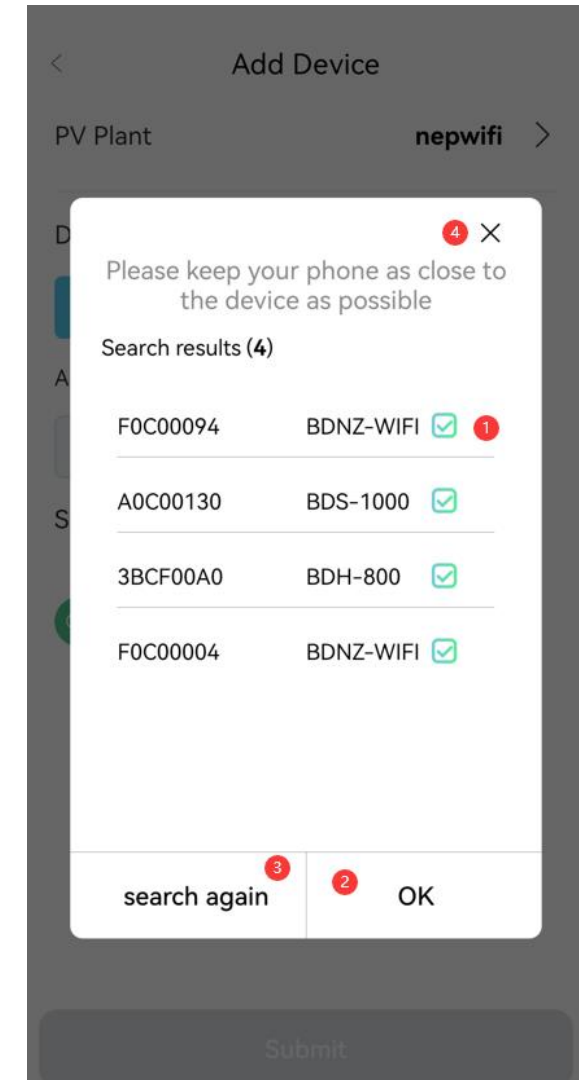 Add Device
PV Plant nepwifi
D
4
Please keep your phone as close to
the device as possible
Search results (4)
A
F0C00094 BDNZ-WIFI 1
A0C00130 BDS-1000
S
3BCF00A0 BDH-800
F0C00004 BDNZ-WIFI
3
2
search again OK
Submit